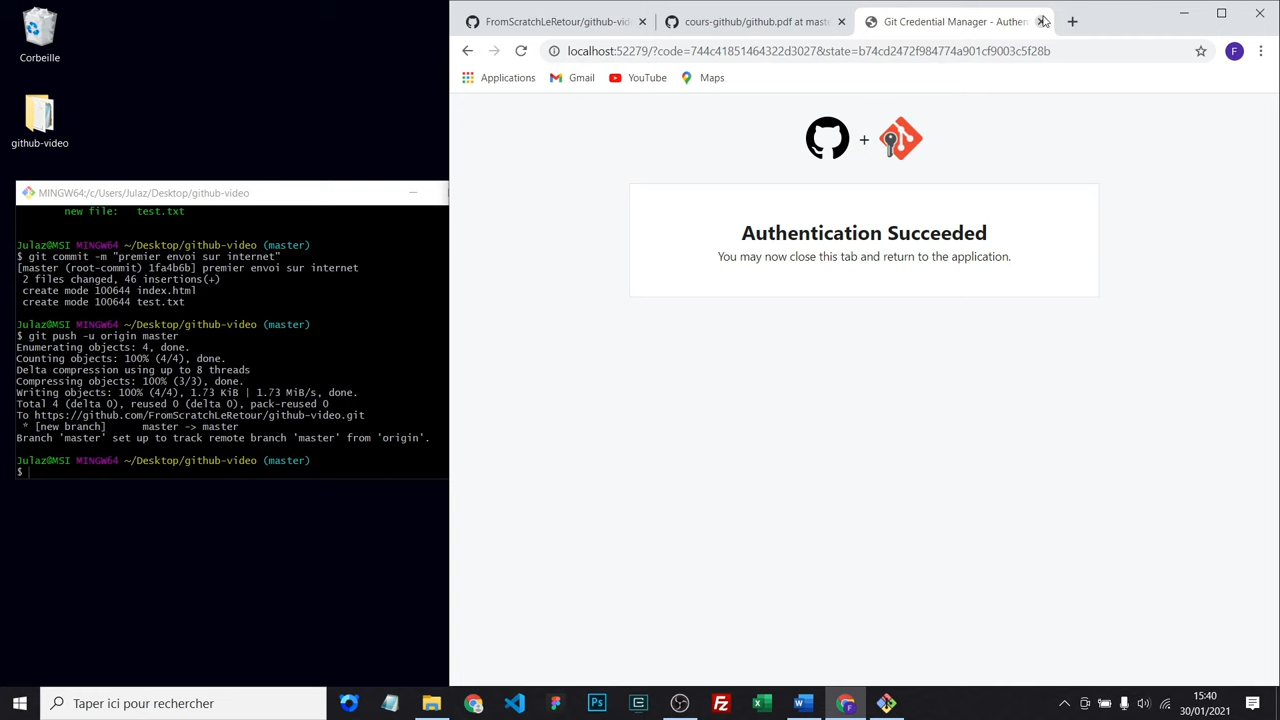 Corbeille
github-video
MINGW64:/c/Users/Julaz/Desktop/github-video
new file:   test.txt
Julaz@MSI MINGW64 ~/Desktop/github-video (master)
$ git commit -m "premier envoi sur internet"
[master (root-commit) 1fa4b6b] premier envoi sur internet
2 files changed, 46 insertions(+)
create mode 100644 index.html
create mode 100644 test.txt
Julaz@MSI MINGW64 ~/Desktop/github-video (master)
$ git push -u origin master
Enumerating objects: 4, done.
Counting objects: 100% (4/4), done.
Delta compression using up to 8 threads
Compressing objects: 100% (3/3), done.
Writing objects: 100% (4/4), 1.73 KiB | 1.73 MiB/s, done.
Total 4 (delta 0), reused 0 (delta 0), pack-reused 0
To https://github.com/FromScratchLeRetour/github-video.git
* [new branch]      master -> master
Branch 'master' set up to track remote branch 'master' from 'origin'.
Julaz@MSI MINGW64 ~/Desktop/github-video (master)
$
FromScratchLeRetour/github-vide
cours-github/github.pdf at maste
Git Credential Manager - Authen
localhost:52279/?code=744c41851464322d3027&state=b74cd2472f984774a901cf9003c5f28b
F
Applications
Gmail
YouTube
Maps
+
Authentication Succeeded
You may now close this tab and return to the application.
Taper ici pour rechercher
Ps
15:40
30/01/2021